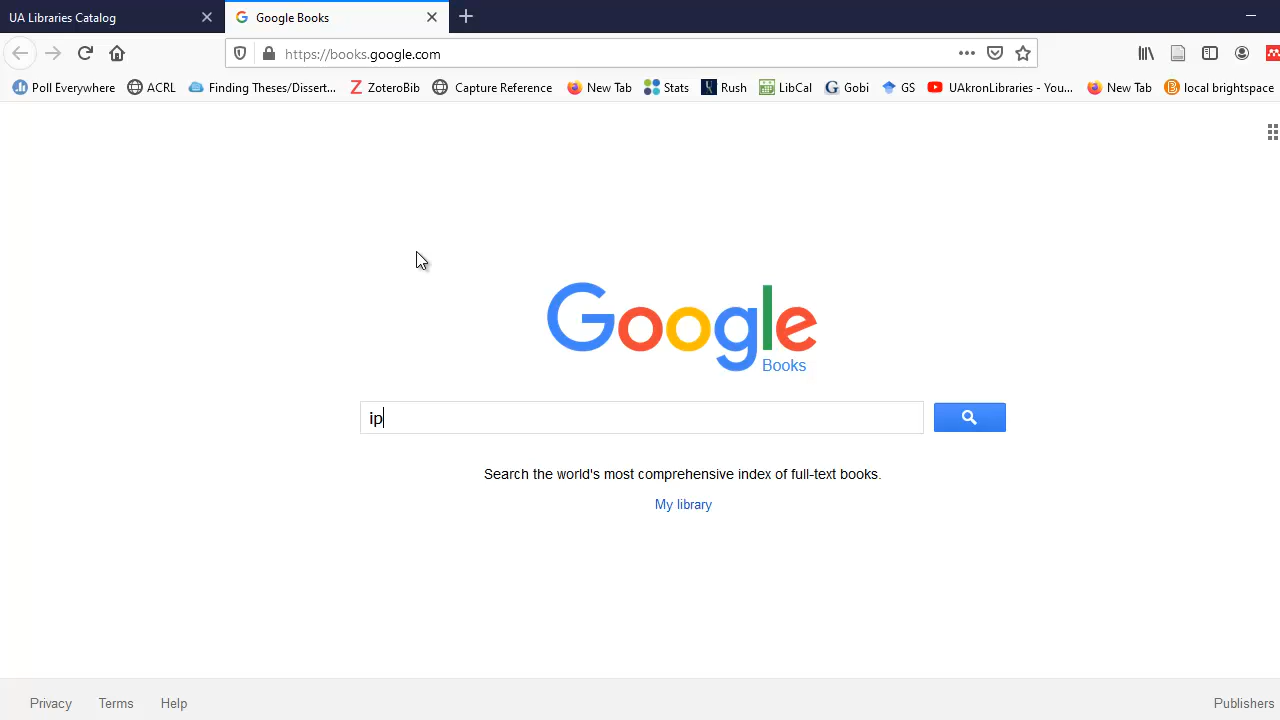 UA Libraries Catalog
Google Books
https://books.google.com
Poll Everywhere
ACRL
Finining Theses/Dissert...
ZoteroBib
Cpture Reference
New Tab
Stats
Rush
LibCal
Gobi
GS
UAkronLibraries - You...
New Tab
local brightspace
Google
Books
ip
Search the world's most comprehensive index of full-text books.
My library
Privacy
Terms
Help
Publishers